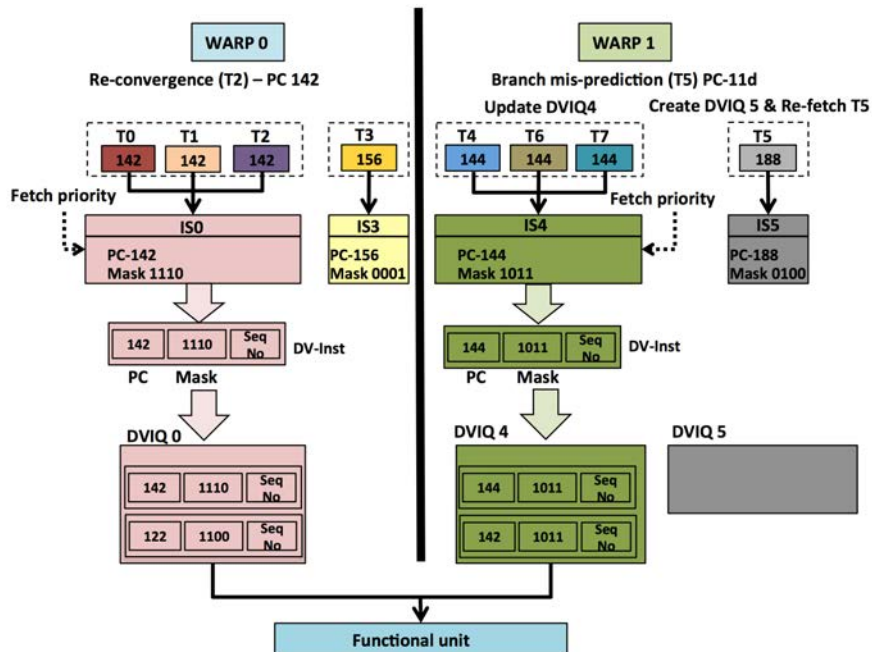 WARP 0
WARP 1
Re-convergence (T2) – PC 142
Branch mis-prediction (T5) PC-11d
Update DVIQ4
Create DVIQ 5 & Re-fetch T5
T0
T1
T2
T3
T4
T6
T7
T5
142
142
142
156
144
144
144
188
Fetch priority
Fetch priority
IS0
IS3
IS4
IS5
PC-142
Mask 1110
PC-156
Mask 0001
PC-144
Mask 1011
PC-188
Mask 0100
142
1110
Seq
No
DV-Inst
PC
Mask
144
1011
Seq
No
DV-Inst
PC
Mask
DVIQ 0
DVIQ 4
DVIQ 5
142
1110
Seq
No
122
1100
Seq
No
144
1011
Seq
No
142
1011
Seq
No
Functional unit